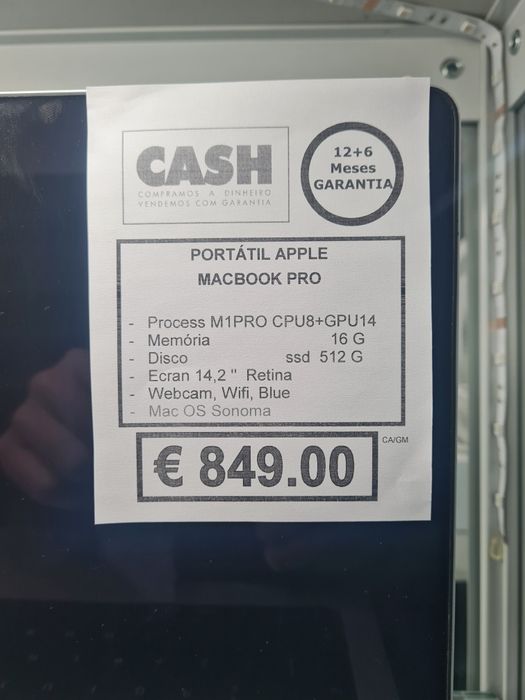 CASH
COMPRAMOS A DINHEIRO
VENDEMOS COM GARANTIA
12+6
Meses
GARANTIA
PORTÁTIL APPLE
MACBOOK PRO
- Process M1PRO CPU8+GPU14
- Memória 16 G
- Disco ssd 512 G
- Ecran 14,2 " Retina
- Webcam, Wifi, Blue
- Mac OS Sonoma
CA/GM
€ 849.00